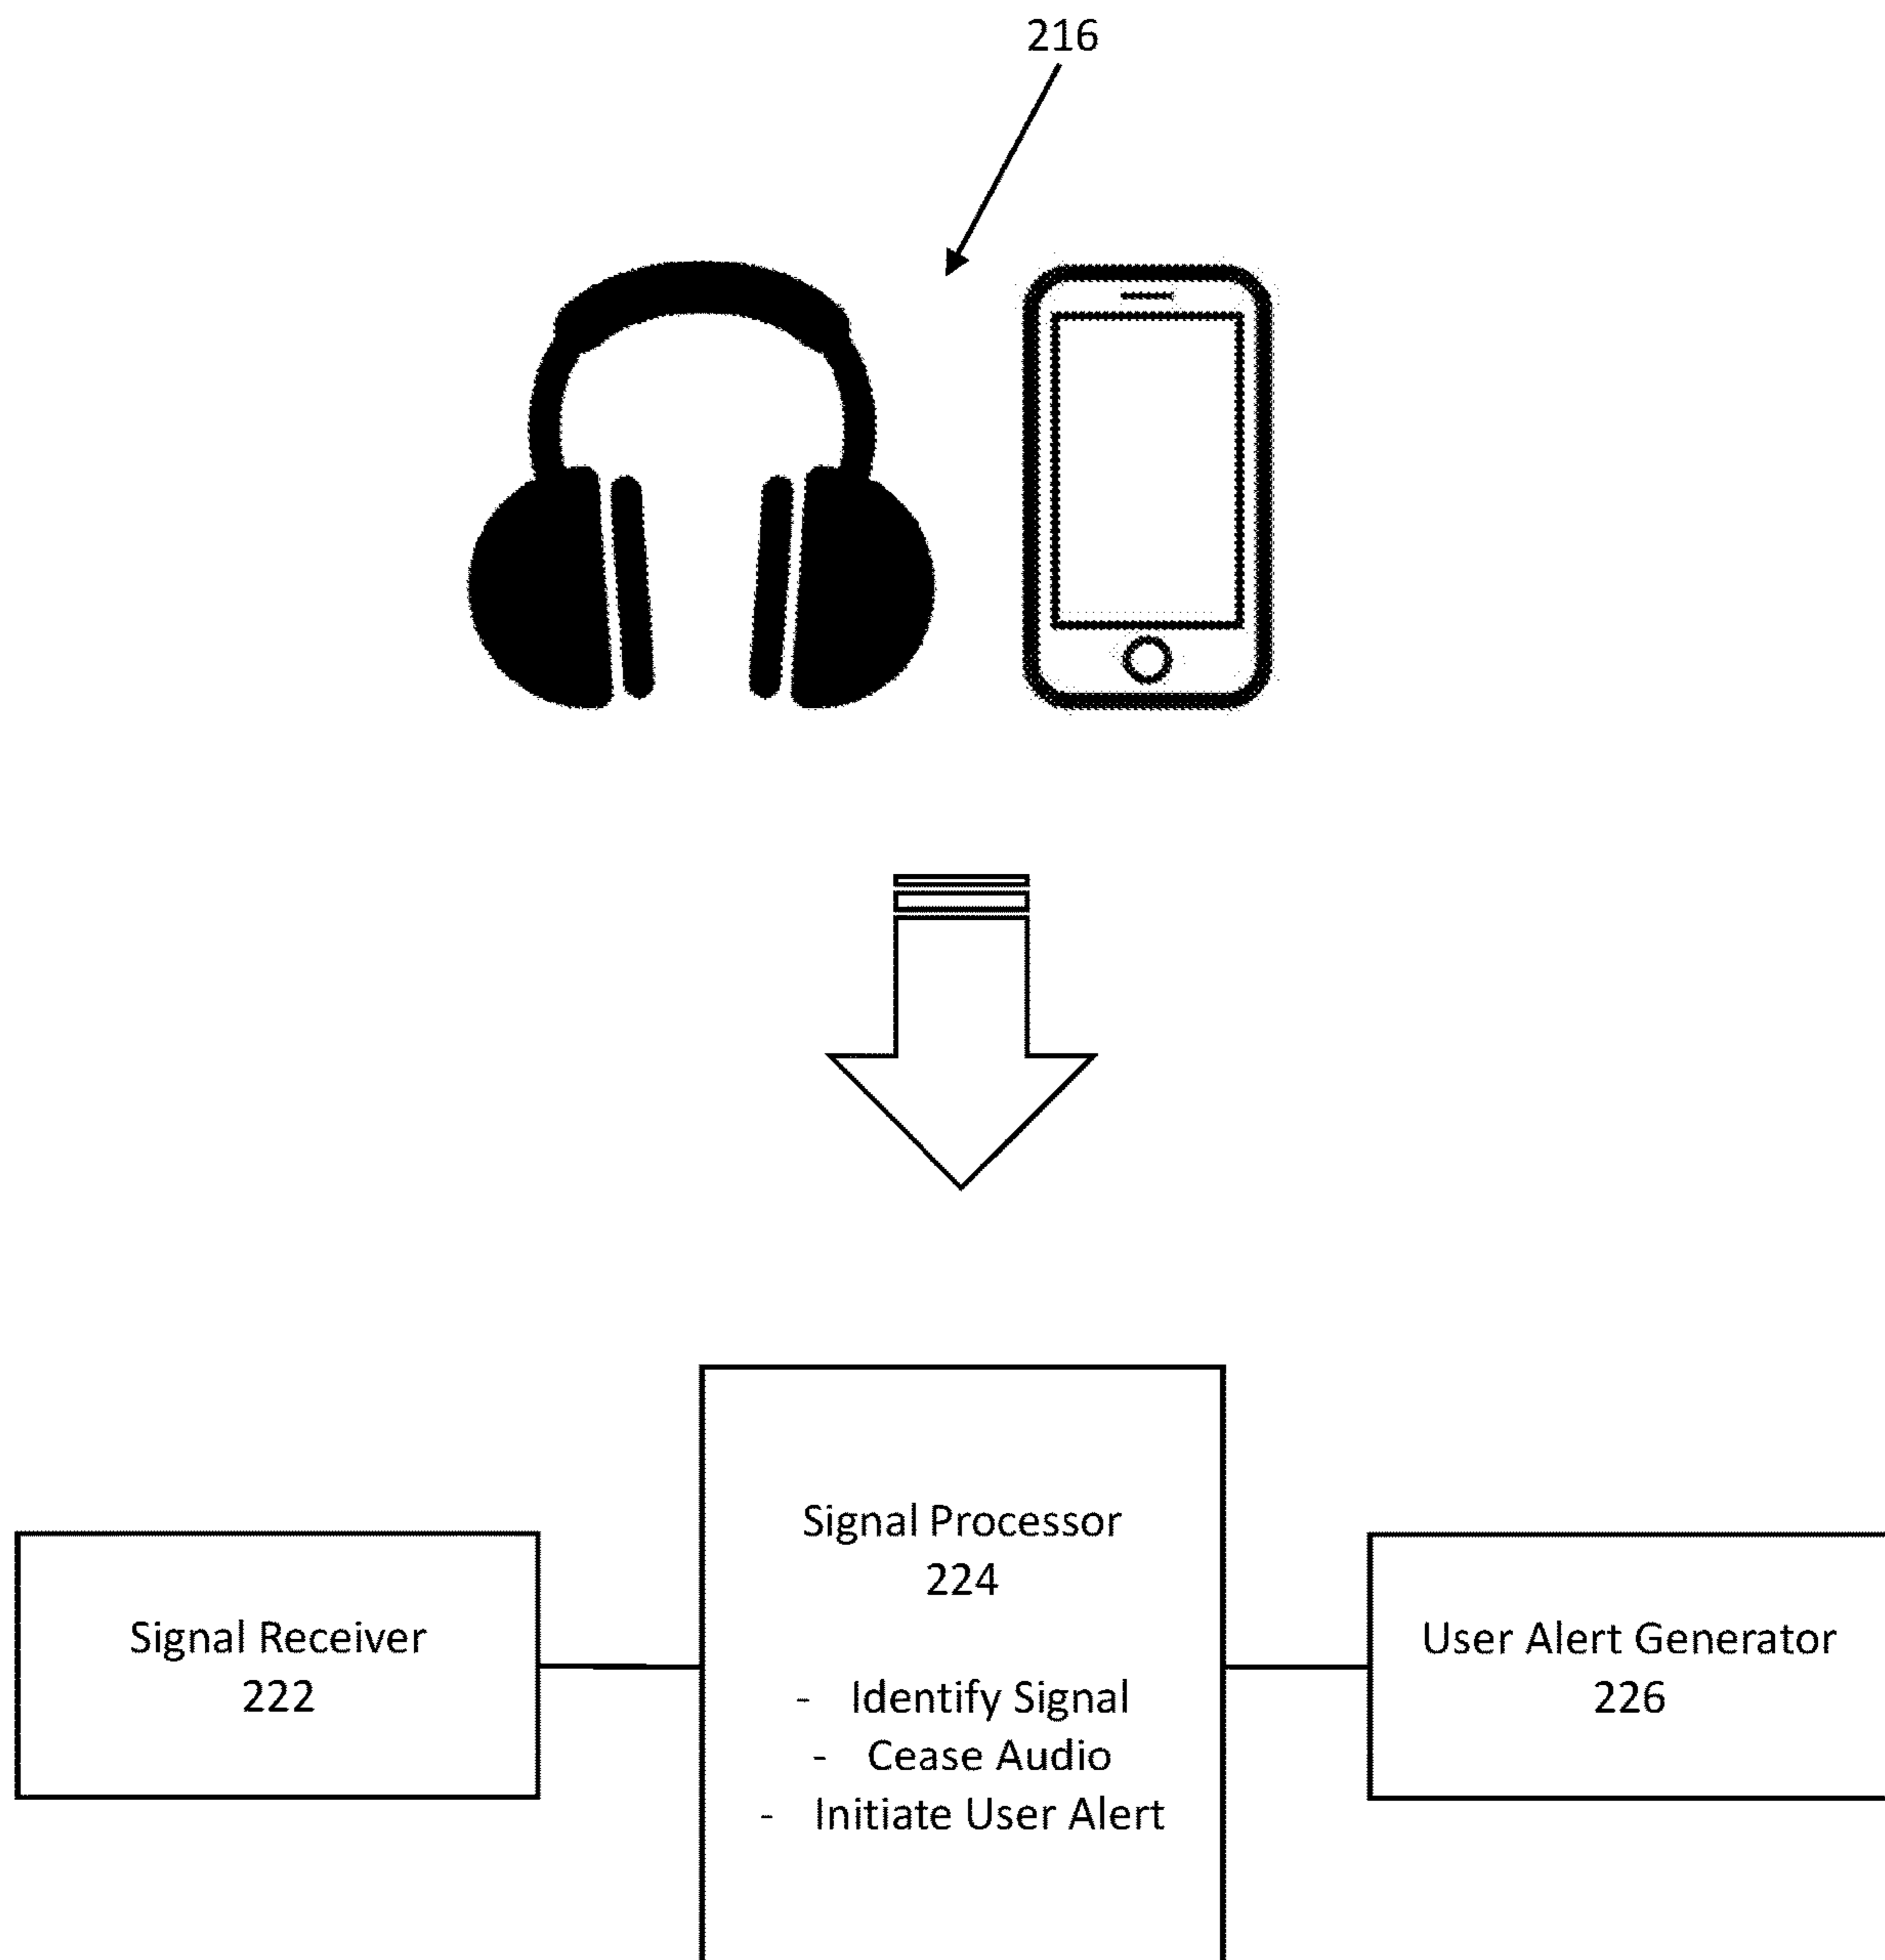 216
Signal Receiver
222
Signal Processor
224
- Identify Signal
- Cease Audio
- Initiate User Alert
User Alert Generator
226